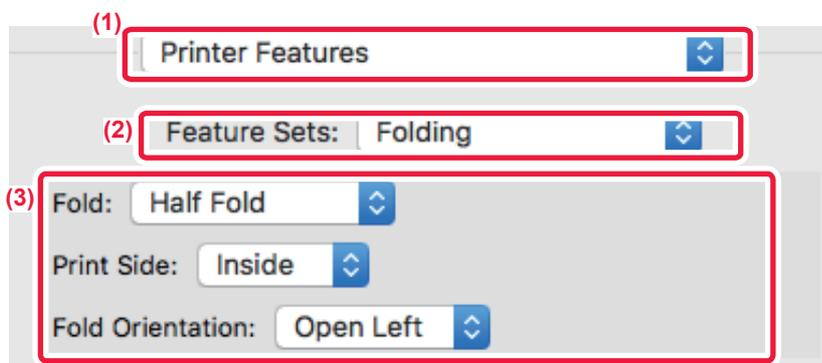 (1)
Printer Features
(2) Feature Sets: Folding
(3) Fold: Half Fold
Print Side: Inside
Fold Orientation: Open Left